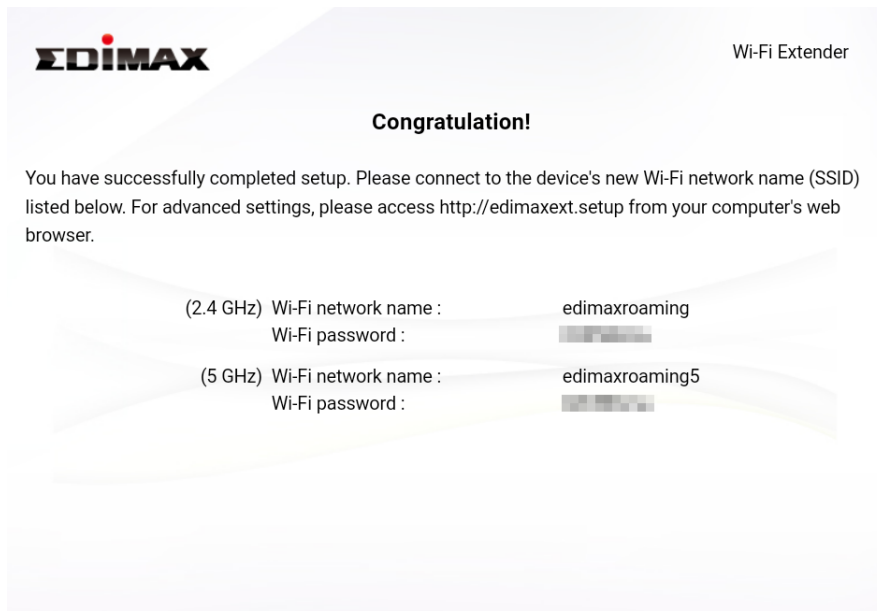 EDIMAX
Wi-Fi Extender
Congratulation!
You have successfully completed setup. Please connect to the device's new Wi-Fi network name (SSID)
listed below. For advanced settings, please access http://edimaxext.setup from your computer's web
browser.
(2.4 GHz) Wi-Fi network name : edimaxroaming
Wi-Fi password :
(5 GHz) Wi-Fi network name : edimaxroaming5
Wi-Fi password :